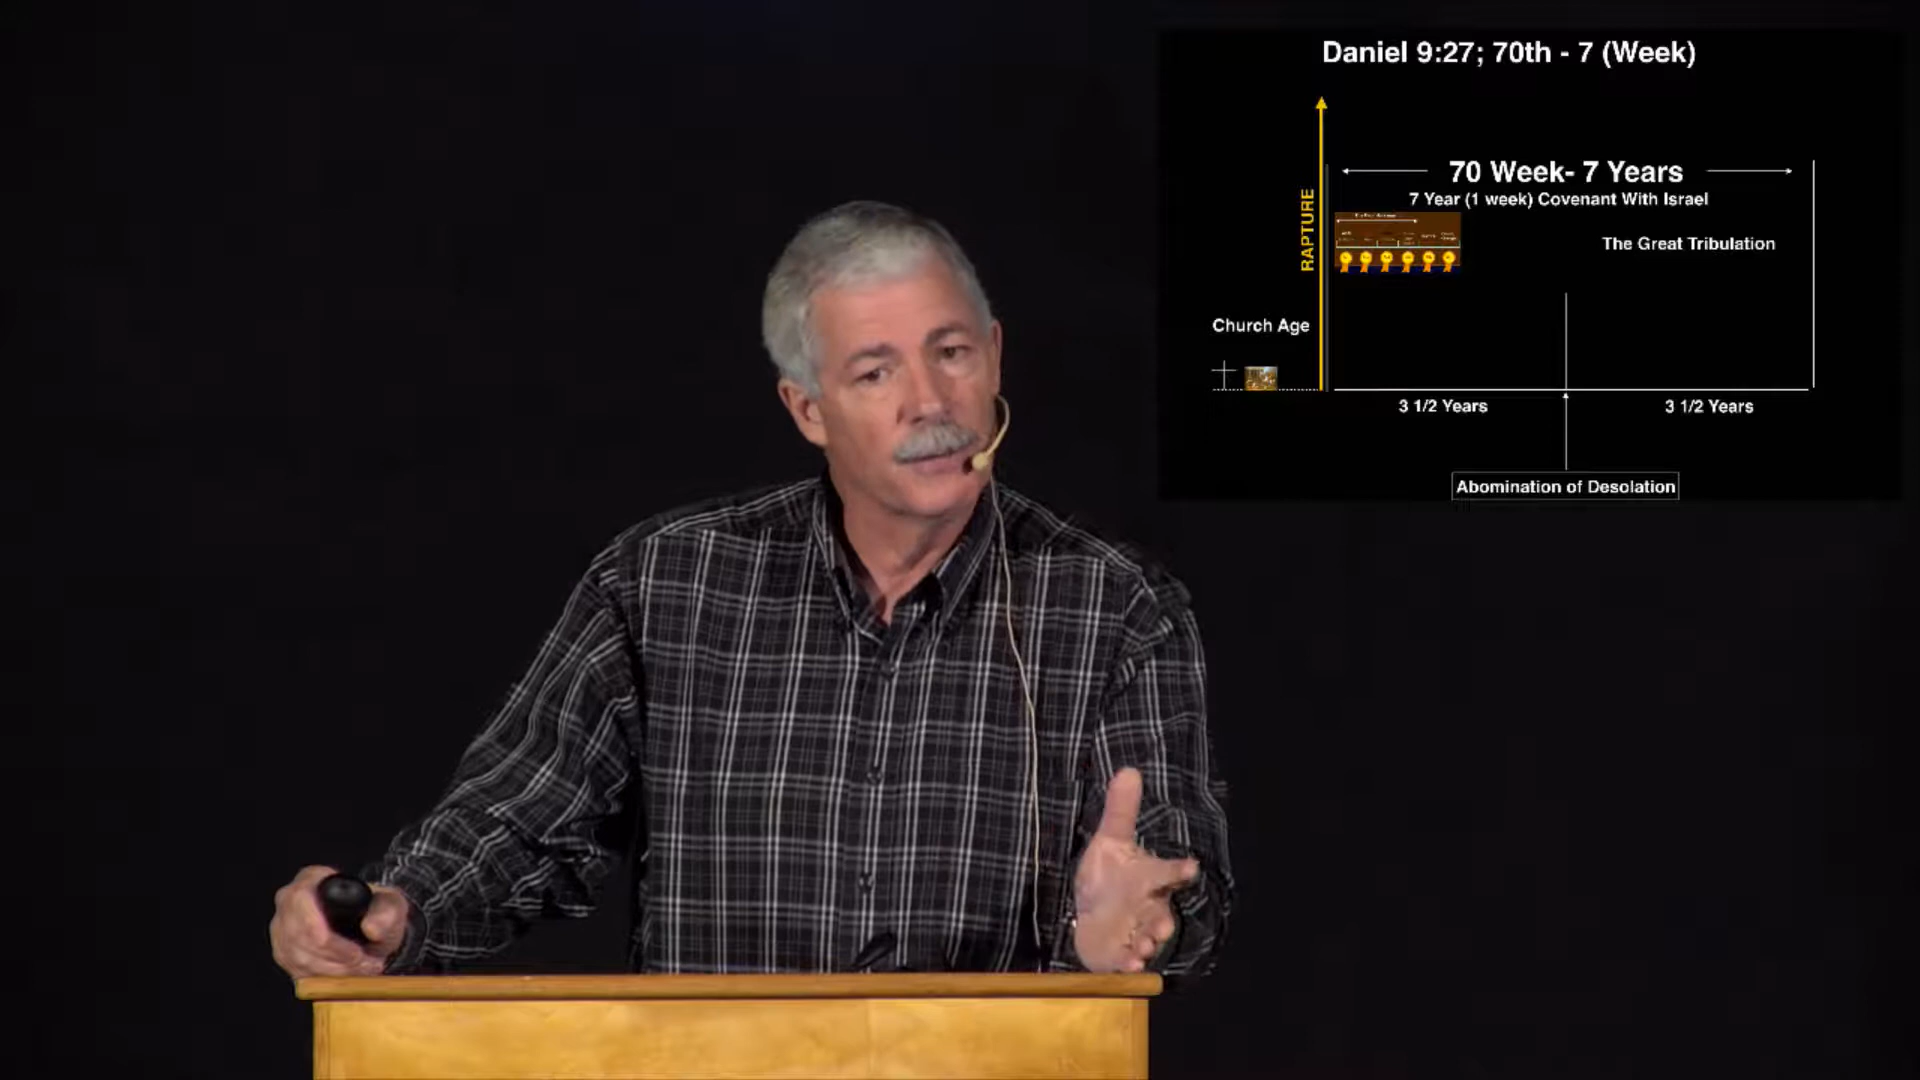 Daniel 9:27; 70th - 7 (Week)
70 Week- 7 Years
7 Year (1 week) Covenant With Israel
The Great Tribulation
RAPTURE
Church Age
3 1/2 Years
3 1/2 Years
Abomination of Desolation